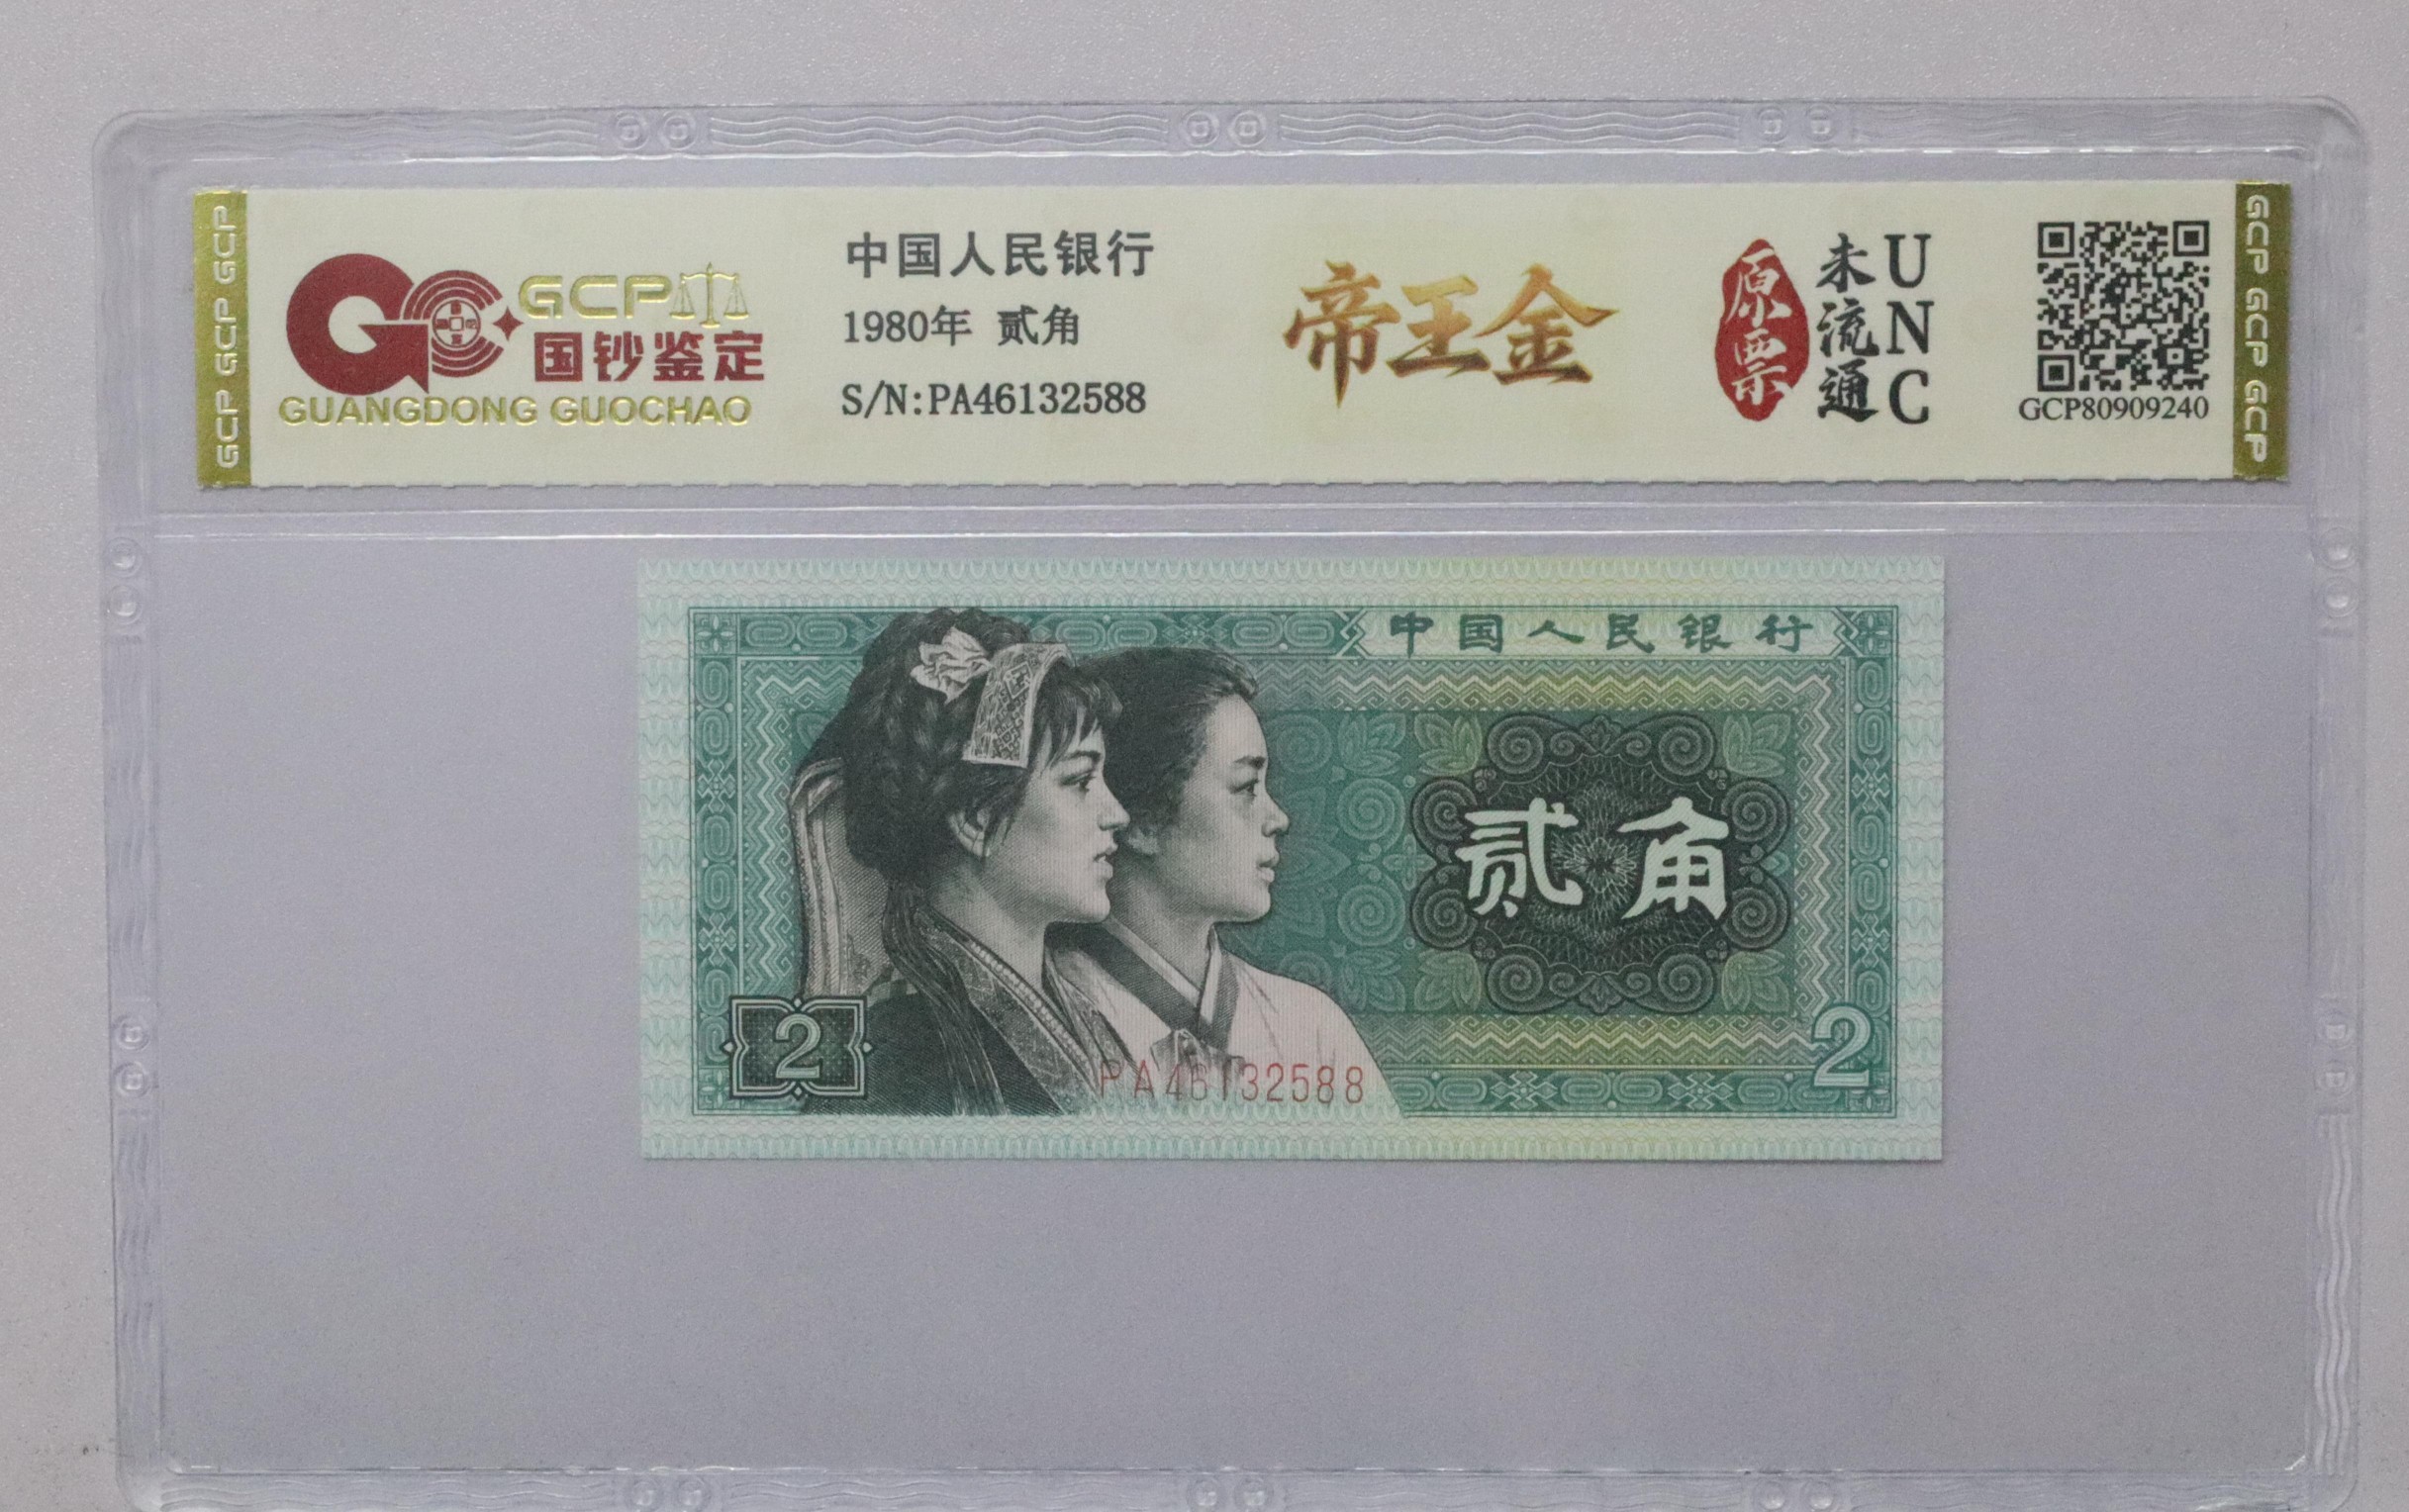 GCP GCP GCP
GCP
国钞鉴定
GUANGDONG GUOCHAO
中国人民银行
1980年 贰角
S/N:PA46132588
帝王金
原票
未流通
UNC
GCP80909240
GCP GCP GCP
中国人民银行
贰角
2
PA46132588
2